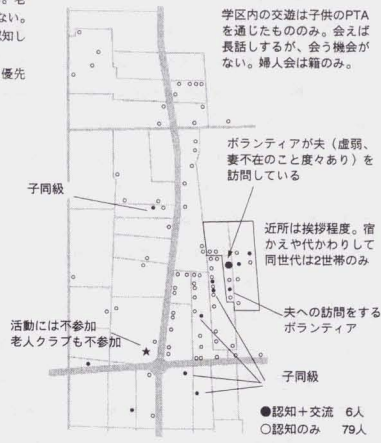 ない。
認知し
優先
学区内の交遊は子供のPTA
を通じたもののみ。会えば
長話しするが、会う機会が
ない。婦人会は籍のみ。
ボランティアが夫（虚弱、
妻不在のこと度々あり）を
訪問している
子同級
近所は挨拶程度。宿
かえや代かわりして
同世代は2世帯のみ
夫への訪問をする
ボランティア
活動には不参加
老人クラブも不参加
子同級
●認知＋交流 6人
○認知のみ 79人